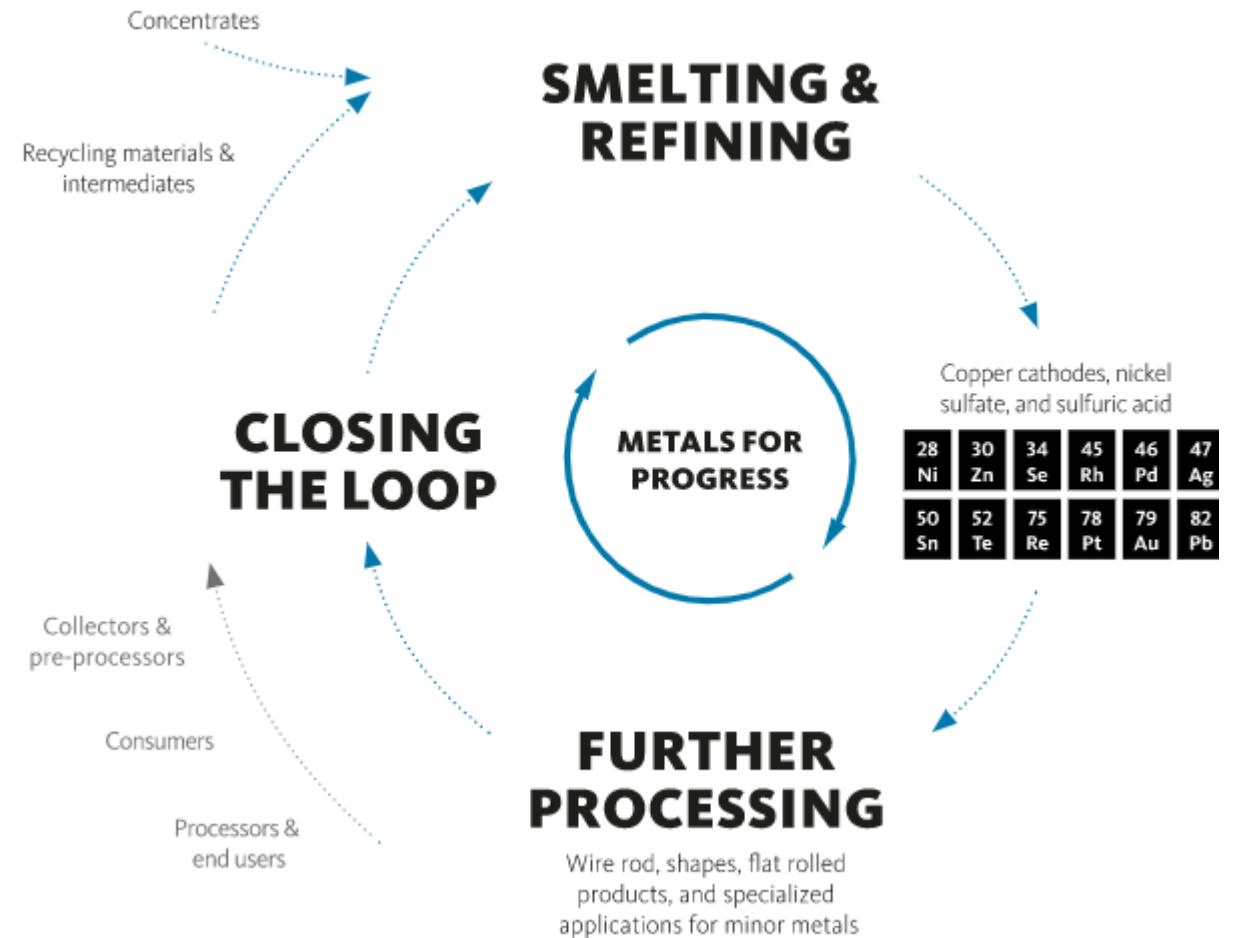 Concentrates
SMELTING &
REFINING
Recycling materials &
intermediates
Copper cathodes, nickel
sulfate, and sulfuric acid
28 30 34 45 46 47
Ni Zn Se Rh Pd Ag
50 52 75 78 79 82
Sn Te Re Pt Au Pb
CLOSING
THE LOOP
METALS FOR
PROGRESS
Collectors &
pre-processors
Consumers
Processors &
end users
FURTHER
PROCESSING
Wire rod, shapes, flat rolled
products, and specialized
applications for minor metals